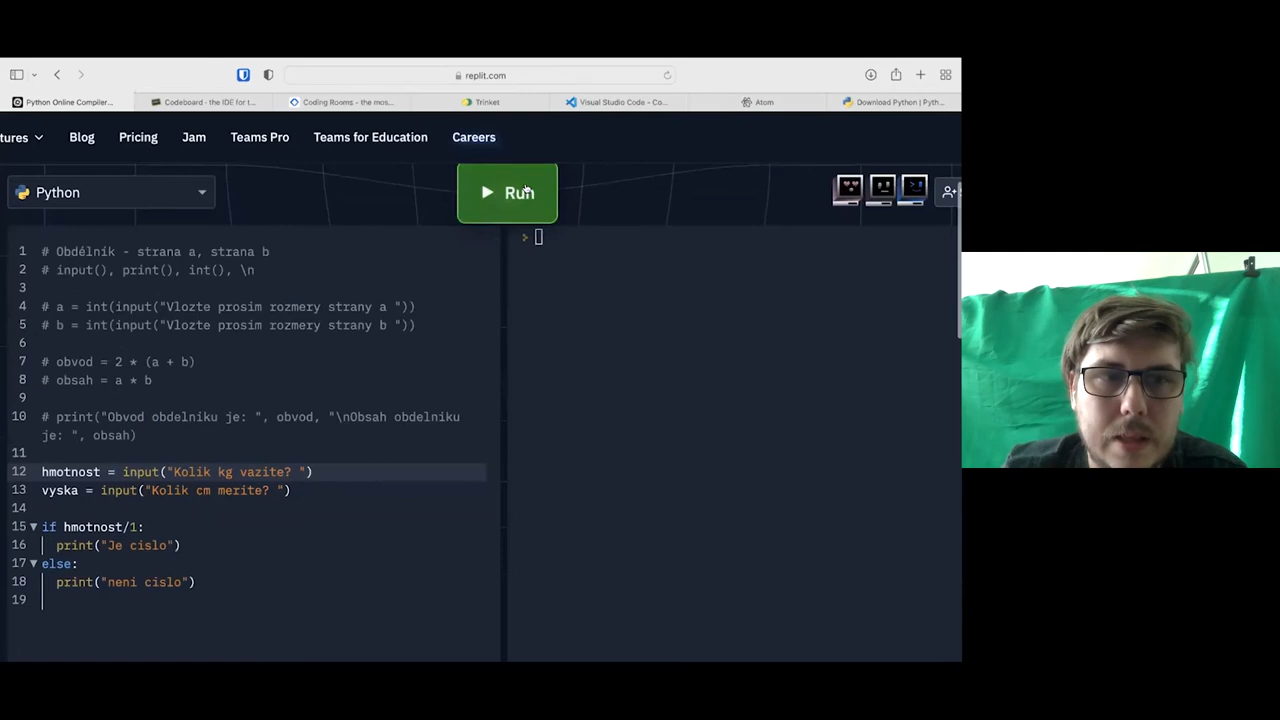 replit.com
Python Online Compiler...
Codeboard - the IDE for t...
Coding Rooms - the mos...
Trinket
Visual Studio Code - Co...
Atom
Download Python | Pyth...
tures
Blog
Pricing
Jam
Teams Pro
Teams for Education
Careers
Python
Run
1 # Obdélník - strana a, strana b
2 # input(), print(), int(), \n
3
4 # a = int(input("Vlozte prosim rozmery strany a "))
5 # b = int(input("Vlozte prosim rozmery strany b "))
6
7 # obvod = 2 * (a + b)
8 # obsah = a * b
9
10 # print("Obvod obdelniku je: ", obvod, "\nObsah obdelniku
je: ", obsah)
11
12 hmotnost = input("Kolik kg vazite? ")
13 vyska = input("Kolik cm merite? ")
14
15 if hmotnost/1:
16 print("Je cislo")
17 else:
18 print("neni cislo")
19